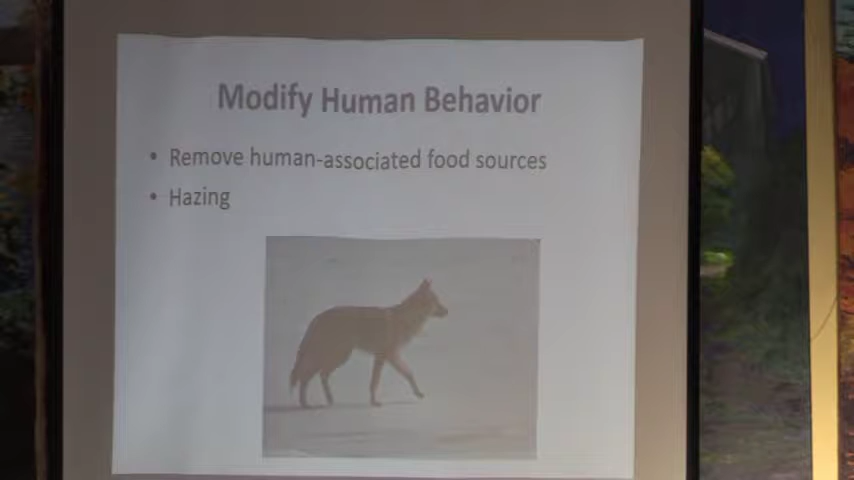 Modify Human Behavior
• Remove human-associated food sources
• Hazing